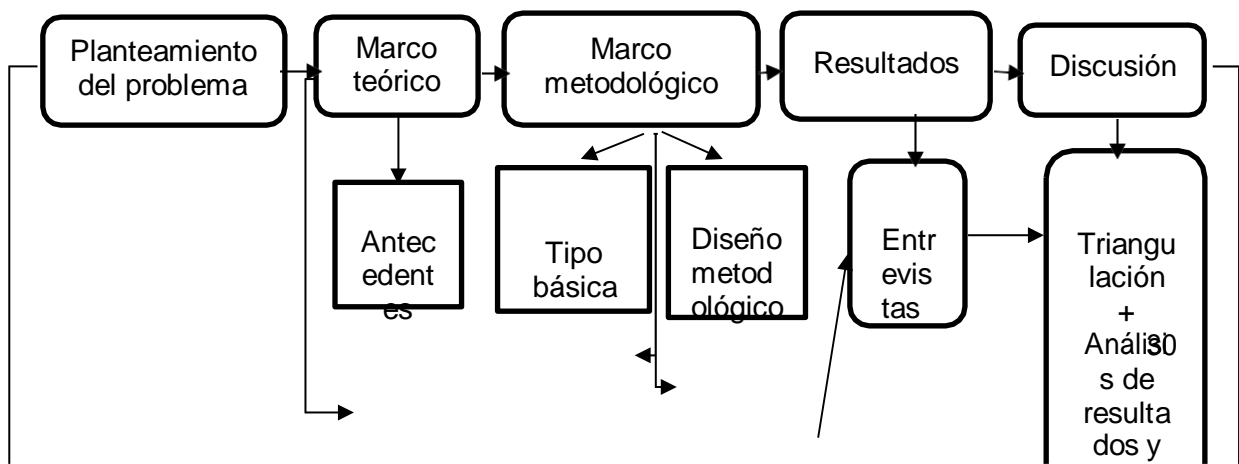 Planteamiento
del problema
Marco
teórico
Marco
metodológico
Resultados
Discusión
Antec
edent
es
Tipo
básica
Diseño
metod
ológico
Entr
evis
tas
Triangu
lación
+
Análisi
s de
resulta
dos y
30